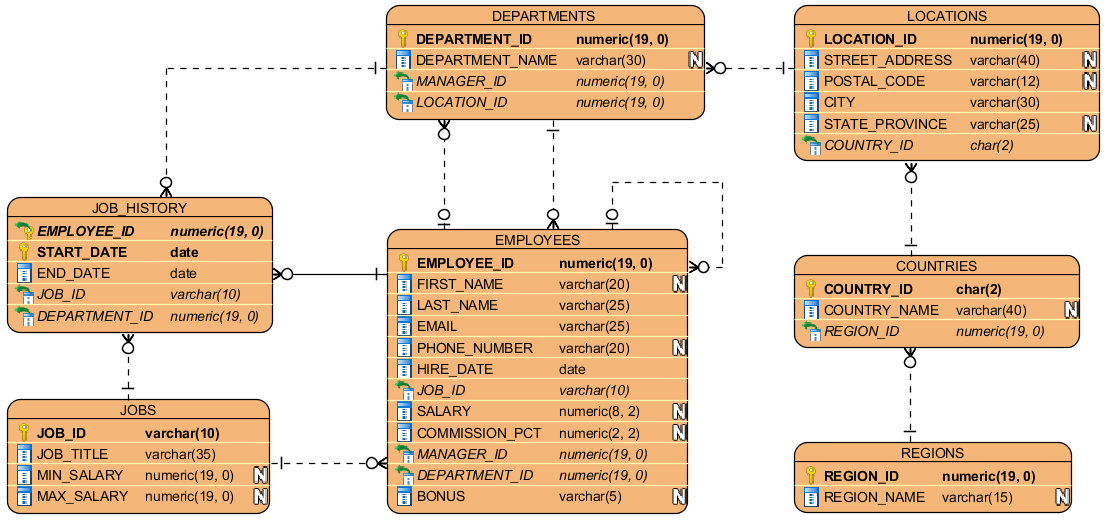 DEPARTMENTS
DEPARTMENT_ID numeric(19, 0)
DEPARTMENT_NAME varchar(30) N
MANAGER_ID numeric(19, 0)
LOCATION_ID numeric(19, 0)
LOCATIONS
LOCATION_ID numeric(19, 0)
STREET_ADDRESS varchar(40) N
POSTAL_CODE varchar(12) N
CITY varchar(30)
STATE_PROVINCE varchar(25) N
COUNTRY_ID char(2)
JOB_HISTORY
EMPLOYEE_ID numeric(19, 0)
START_DATE date
END_DATE date
JOB_ID varchar(10)
DEPARTMENT_ID numeric(19, 0)
EMPLOYEES
EMPLOYEE_ID numeric(19, 0)
FIRST_NAME varchar(20) N
LAST_NAME varchar(25)
EMAIL varchar(25)
PHONE_NUMBER varchar(20) N
HIRE_DATE date
JOB_ID varchar(10)
SALARY numeric(8, 2) N
COMMISSION_PCT numeric(2, 2) N
MANAGER_ID numeric(19, 0)
DEPARTMENT_ID numeric(19, 0)
BONUS varchar(5) N
COUNTRIES
COUNTRY_ID char(2)
COUNTRY_NAME varchar(40) N
REGION_ID numeric(19, 0)
JOBS
JOB_ID varchar(10)
JOB_TITLE varchar(35)
MIN_SALARY numeric(19, 0) N
MAX_SALARY numeric(19, 0) N
REGIONS
REGION_ID numeric(19, 0)
REGION_NAME varchar(15) N